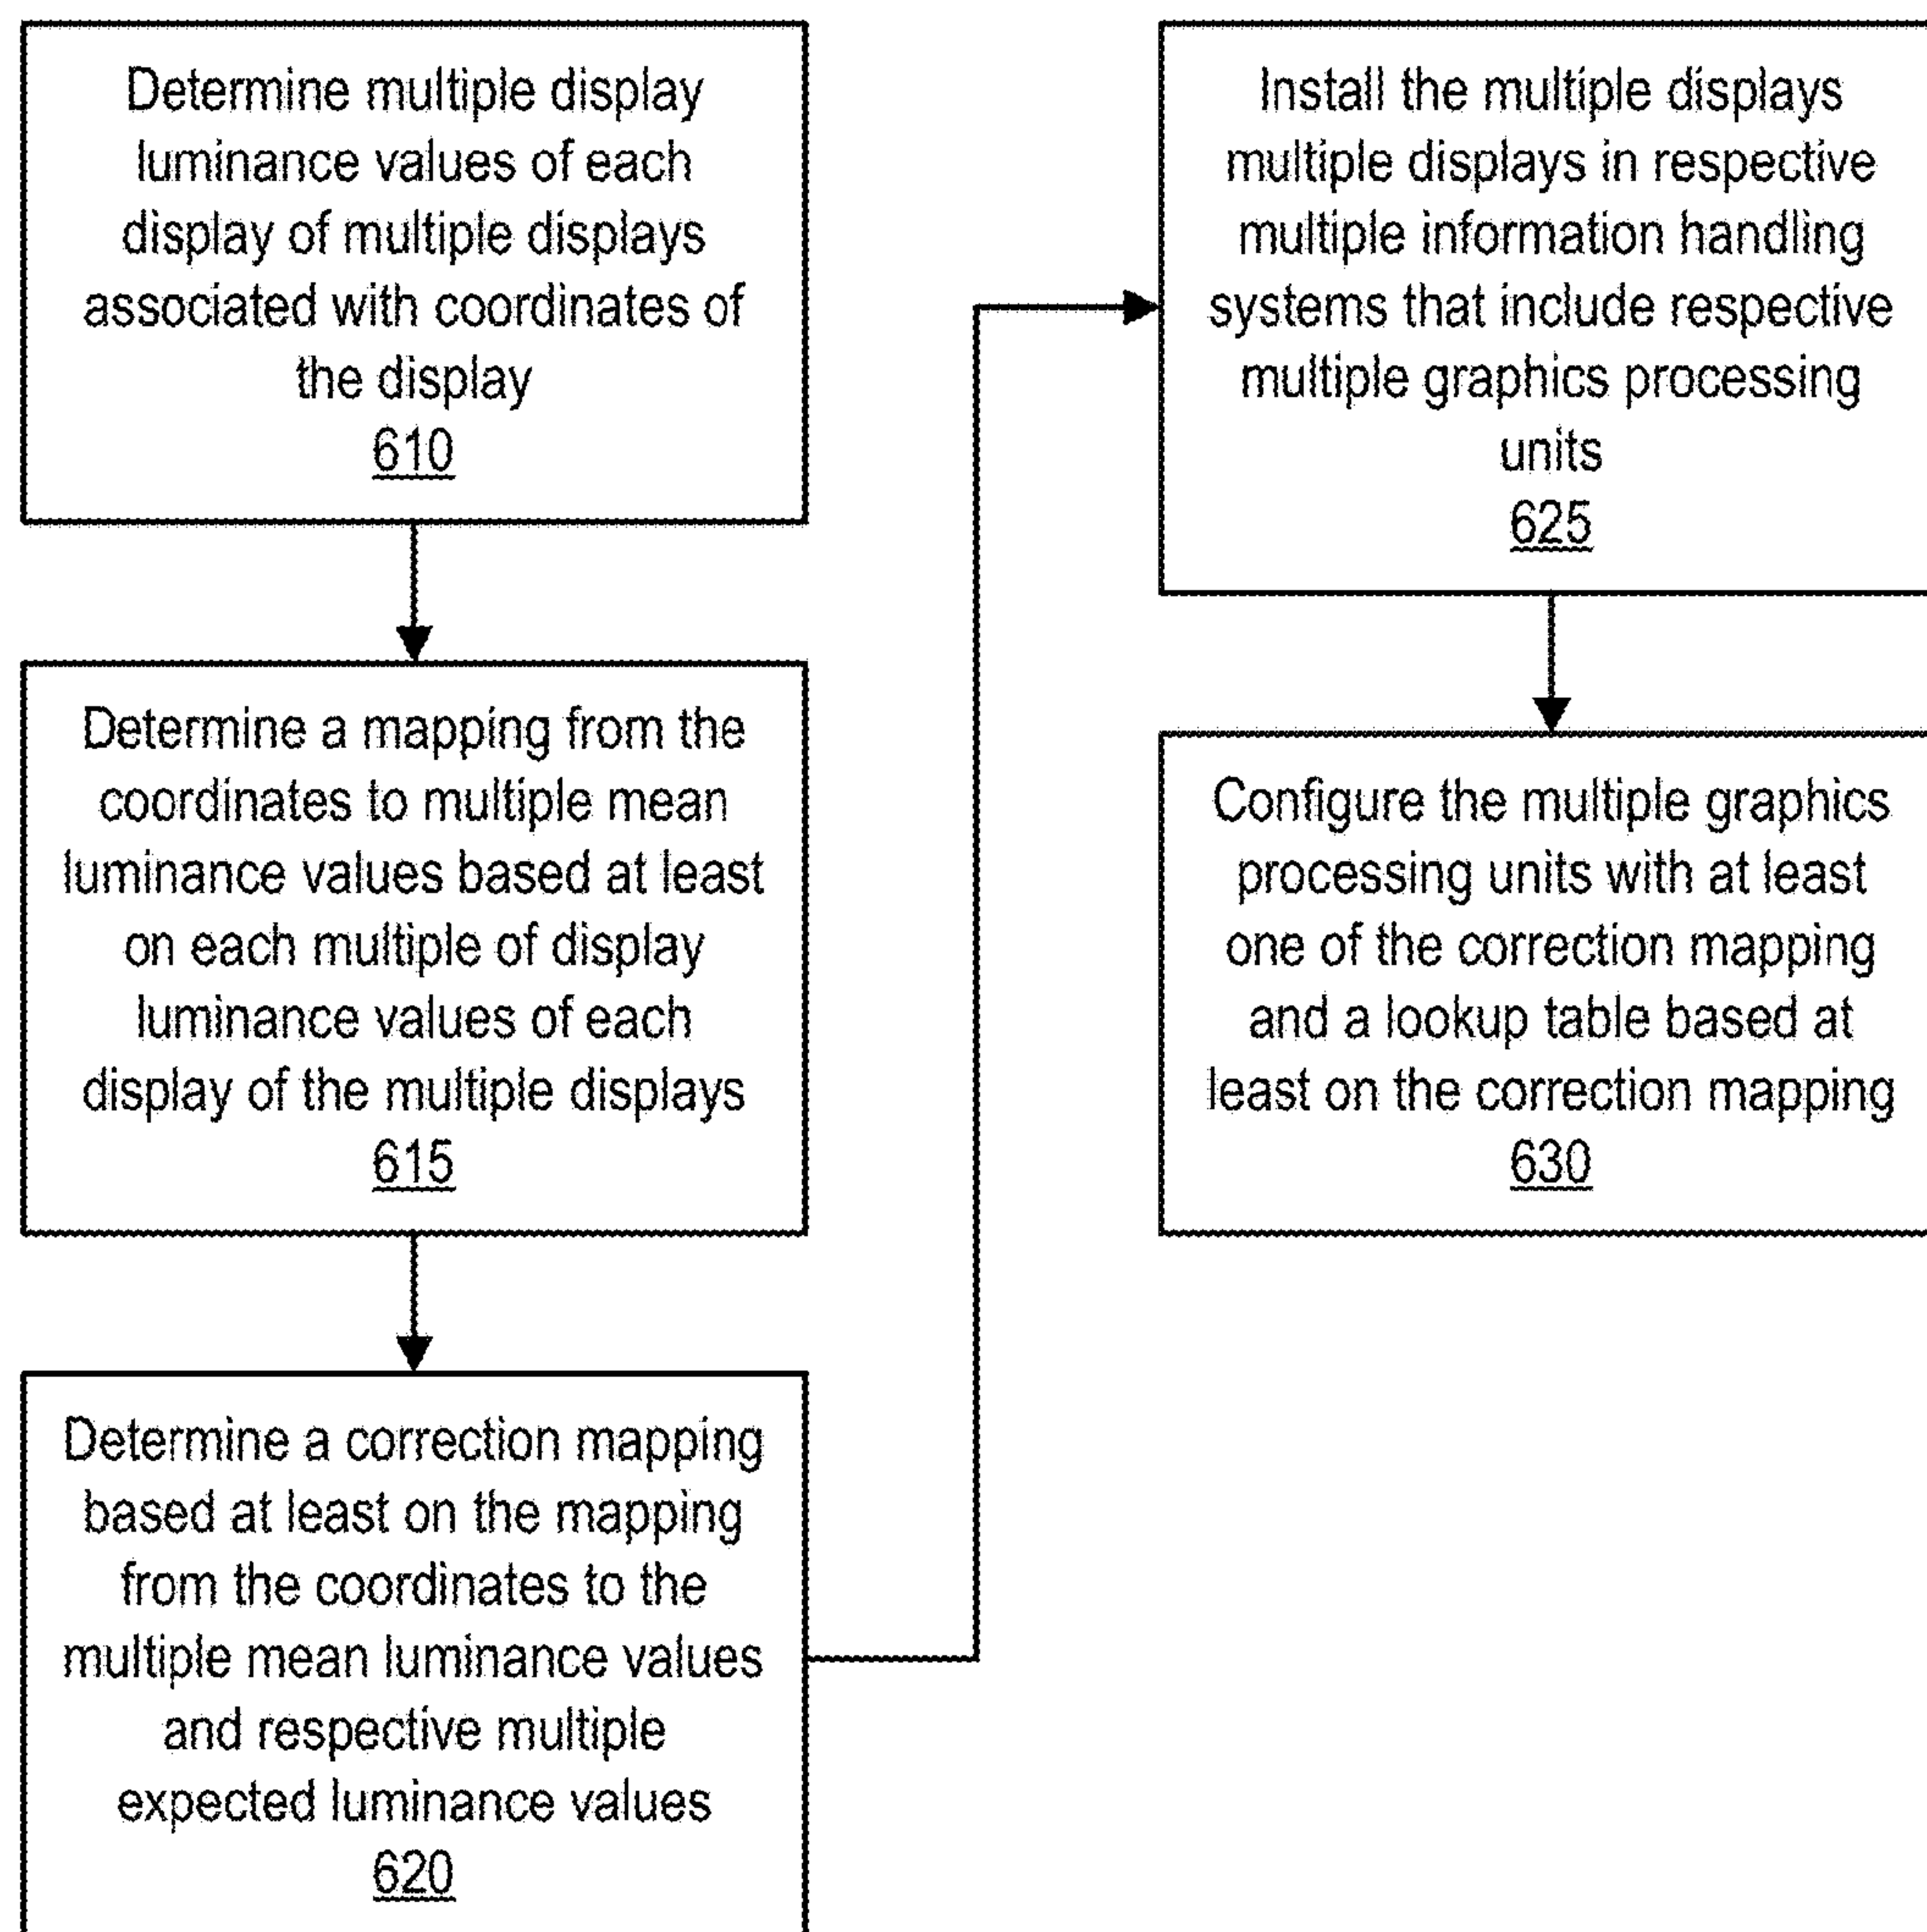 Determine multiple display
luminance values of each
display of multiple displays
associated with coordinates of
the display
610
Determine a mapping from the
coordinates to multiple mean
luminance values based at least
on each multiple of display
luminance values of each
display of the multiple displays
615
Determine a correction mapping
based at least on the mapping
from the coordinates to the
multiple mean luminance values
and respective multiple
expected luminance values
620
Install the multiple displays
multiple displays in respective
multiple information handling
systems that include respective
multiple graphics processing
units
625
Configure the multiple graphics
processing units with at least
one of the correction mapping
and a lookup table based at
least on the correction mapping
630